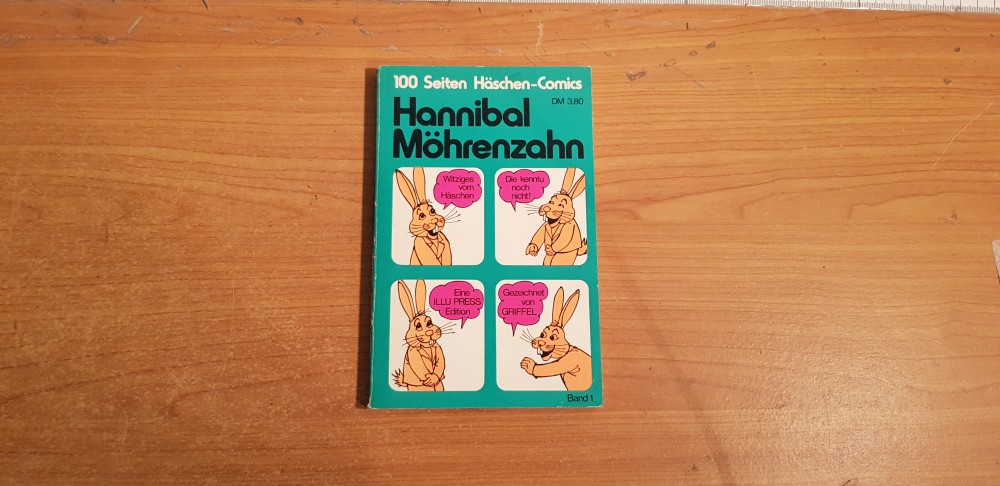 100 Seiten Häschen-Comics
DM 3,80
Hannibal
Möhrenzahn
Witziges
vom
Häschen
Die kenntu
noch
nicht!
Eine
ILLU PRESS
Edition
Gezeichnet
von
GRIFFEL
Band 1